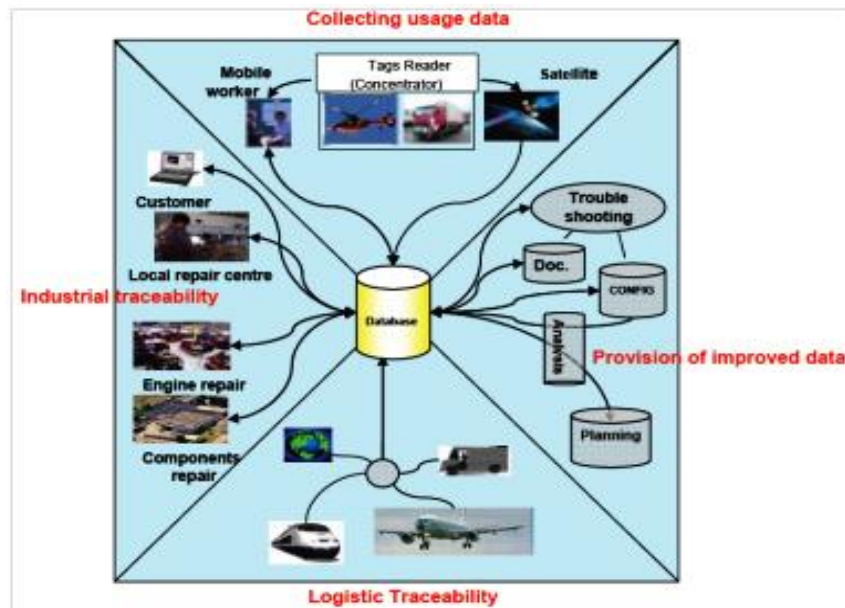 Collecting usage data
Tags Reader
(Concentrator)
Mobile
worker
Satellite
Customer
Trouble
shooting
Doc.
Local repair centre
CONFIG
Industrial traceability
Database
Analysis
Provision of improved data
Engine repair
Planning
Components
repair
Logistic Traceability